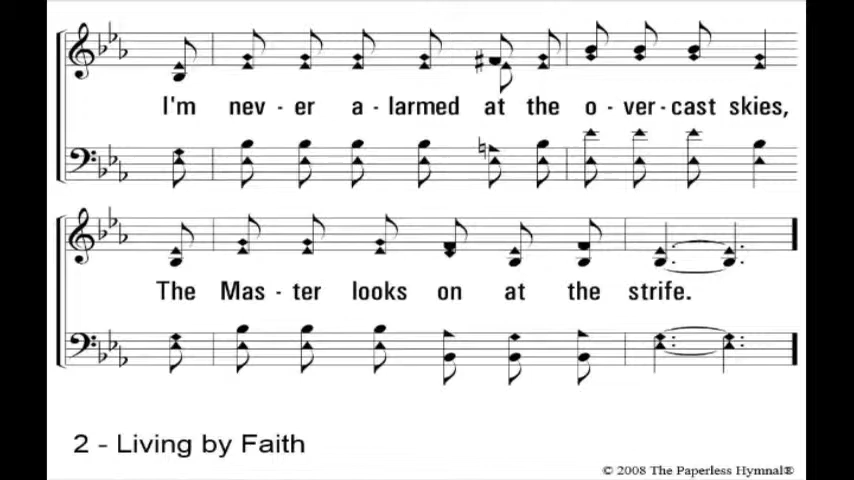 I'm nev - er a - larmed at the o - ver - cast skies,
The Mas - ter looks on at the strife.
2 - Living by Faith
© 2008 The Paperless Hymnal®